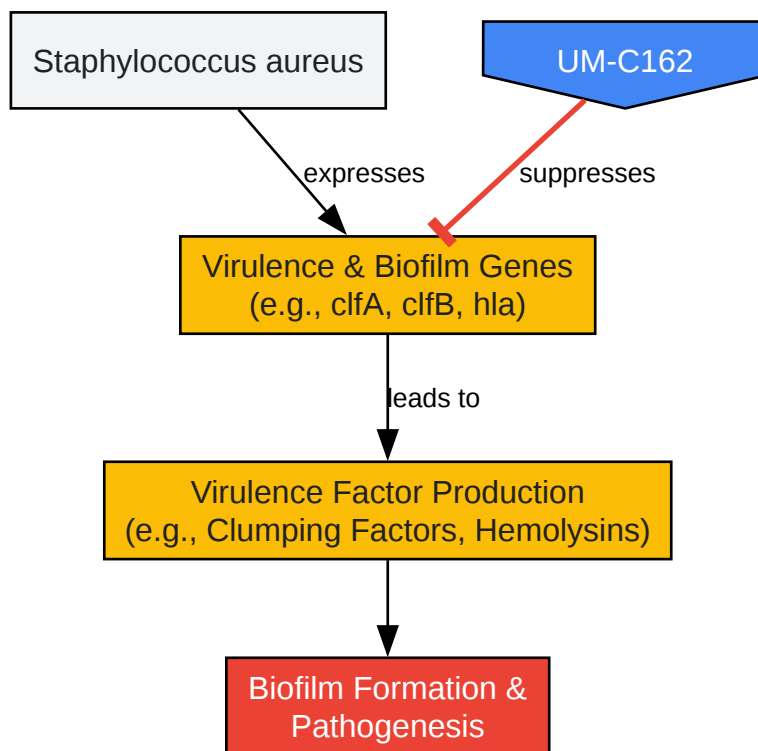 Staphylococcus aureus
UM-C162
expresses
suppresses
Virulence & Biofilm Genes
(e.g., clfA, clfB, hla)
leads to
Virulence Factor Production
(e.g., Clumping Factors, Hemolysins)
Biofilm Formation &
Pathogenesis